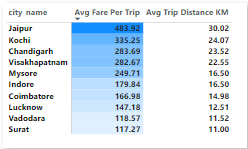 city_name Avg Fare Per Trip Avg Trip Distance KM
Jaipur 483.92 30.02
Kochi 335.25 24.07
Chandigarh 283.69 23.52
Visakhapatnam 282.67 22.55
Mysore 249.71 16.50
Indore 179.84 16.50
Coimbatore 166.98 14.98
Lucknow 147.18 12.51
Vadodara 118.57 11.52
Surat 117.27 11.00